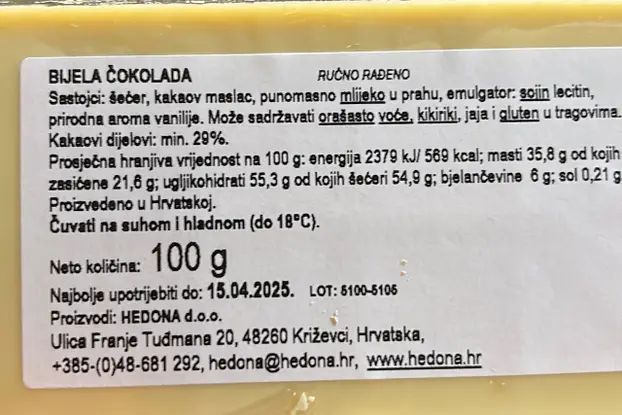 BIJELA ČOKOLADA RUČNO RAĐENO
Sastojci: šećer, kakaov maslac, punomasno mlijeko u prahu, emulgator: sojin lecitin,
prirodna aroma vanilije. Može sadržavati orašasto voće, kikiriki, jaja i gluten u tragovima.
Kakaovi dijelovi: min. 29%.
Prosječna hranjiva vrijednost na 100 g: energija 2379 kJ/ 569 kcal; masti 35,8 g od kojih
zasićene 21,6 g; ugljikohidrati 55,3 g od kojih šećeri 54,9 g; bjelančevine 6 g; sol 0,21 g
Proizvedeno u Hrvatskoj.
Čuvati na suhom i hladnom (do 18°C).
Neto količina: 100 g
Najbolje upotrijebiti do: 15.04.2025. LOT: 5100-5105
Proizvodi: HEDONA d.o.o.
Ulica Franje Tuđmana 20, 48260 Križevci, Hrvatska,
+385-(0)48-681 292, hedona@hedona.hr, www.hedona.hr